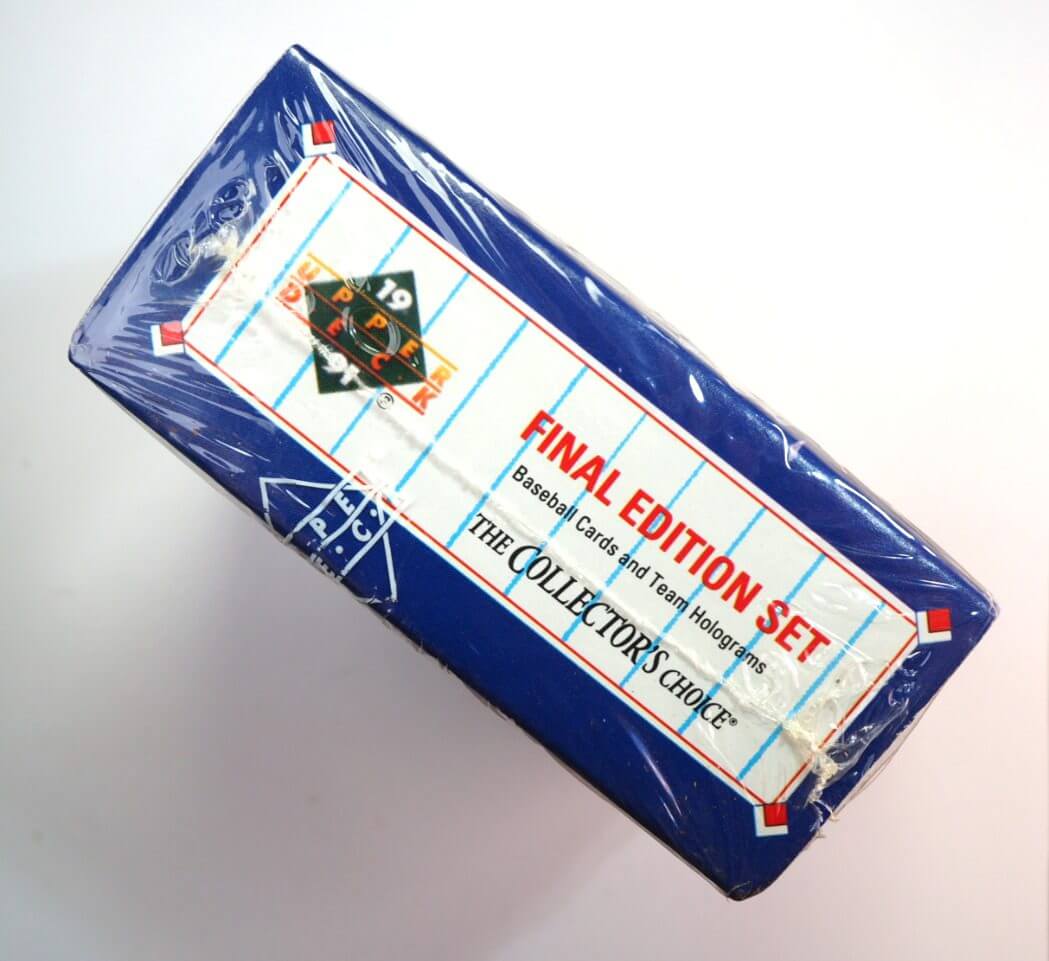 19
UPPER
DECK
91
FINAL EDITION SET
Baseball Cards and Team Holograms
THE COLLECTOR'S CHOICE®